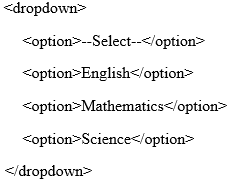 <dropdown>
<option>--Select--</option>
<option>English</option>
<option>Mathematics</option>
<option>Science</option>
</dropdown>